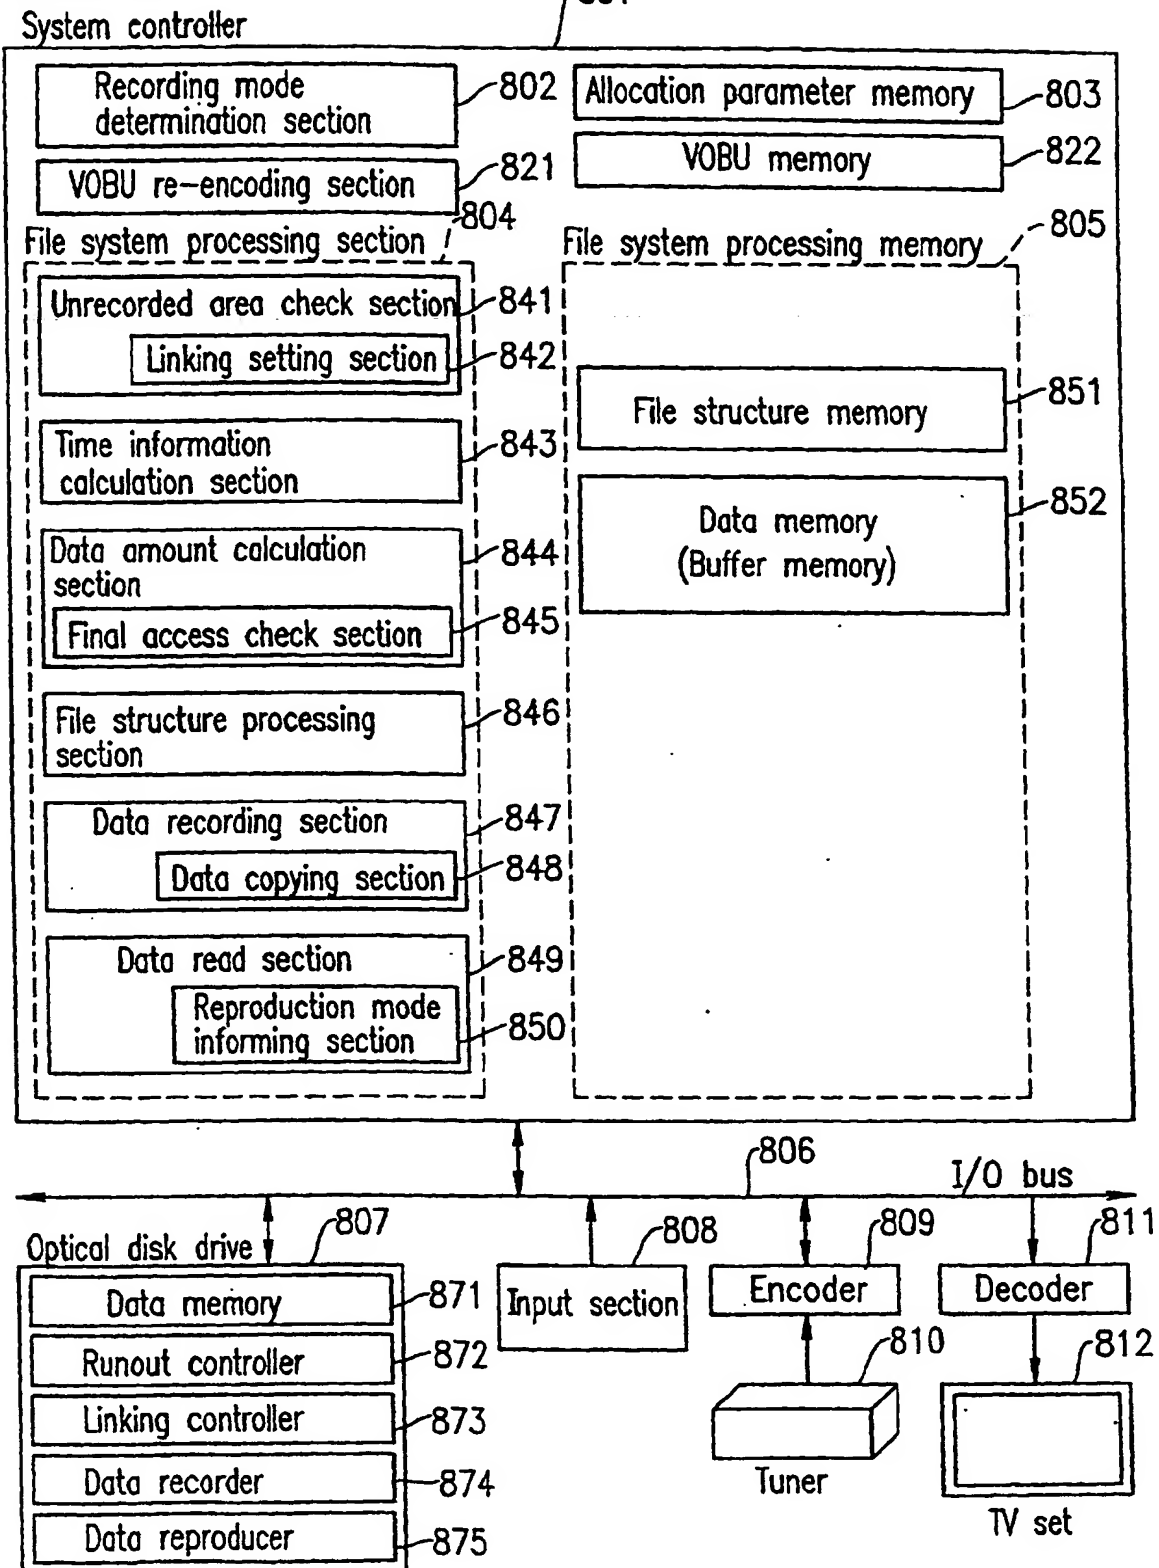 System controller
Recording mode
determination section
802
Allocation parameter memory
803
VOBU re-encoding section
821
VOBU memory
822
File system processing section
804
File system processing memory
805
Unrecorded area check section
841
Linking setting section
842
File structure memory
851
Time information
calculation section
843
Data memory
(Buffer memory)
852
Data amount calculation
section
844
Final access check section
845
File structure processing
section
846
Data recording section
847
Data copying section
848
Data read section
849
Reproduction mode
informing section
850
806
I/O bus
Optical disk drive
807
Data memory
871
Runout controller
872
Linking controller
873
Data recorder
874
Data reproducer
875
808
Input section
809
Encoder
810
Tuner
811
Decoder
812
TV set